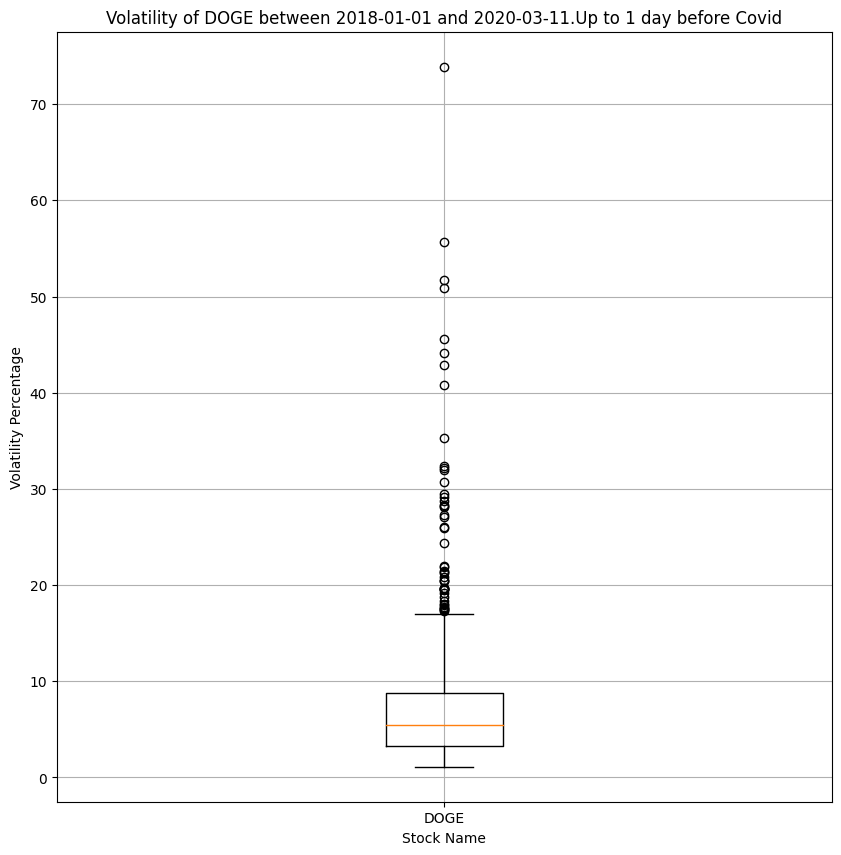 Volatility of DOGE between 2018-01-01 and 2020-03-11.Up to 1 day before Covid
70
60
50
40
30
20
10
0
Volatility Percentage
DOGE
Stock Name